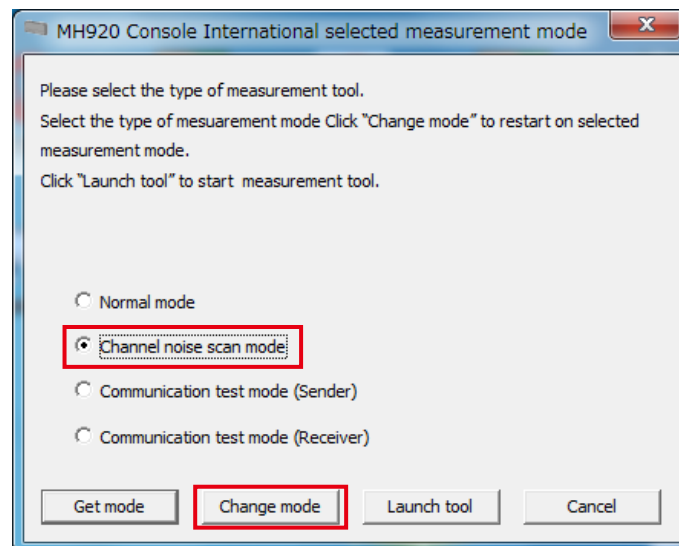 MH920 Console International selected measurement mode
Please select the type of measurement tool.
Select the type of mesuarement mode Click “Change mode” to restart on selected
measurement mode.
Click “Launch tool” to start measurement tool.
Normal mode
Channel noise scan mode
Communication test mode (Sender)
Communication test mode (Receiver)
Get mode Change mode Launch tool Cancel